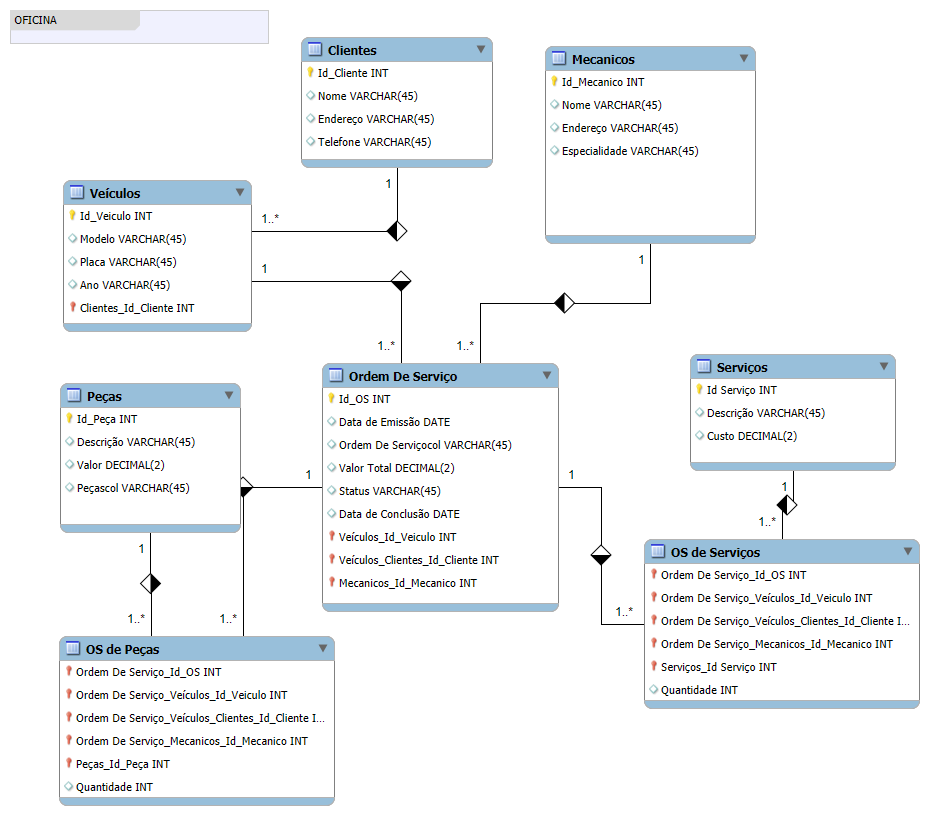 OFICINA
Clientes
Id_Cliente INT
Nome VARCHAR(45)
Endereço VARCHAR(45)
Telefone VARCHAR(45)
Mecanicos
Id_Mecanico INT
Nome VARCHAR(45)
Endereço VARCHAR(45)
Especialidade VARCHAR(45)
Veículos
Id_Veiculo INT
Modelo VARCHAR(45)
Placa VARCHAR(45)
Ano VARCHAR(45)
Clientes_Id_Cliente INT
1
1..*
1
1..*
1
1..*
Ordem De Serviço
Id_OS INT
Data de Emissão DATE
Ordem De Serviçocol VARCHAR(45)
Valor Total DECIMAL(2)
Status VARCHAR(45)
Data de Conclusão DATE
Veículos_Id_Veiculo INT
Veículos_Clientes_Id_Cliente INT
Mecanicos_Id_Mecanico INT
Serviços
Id Serviço INT
Descrição VARCHAR(45)
Custo DECIMAL(2)
Peças
Id_Peça INT
Descrição VARCHAR(45)
Valor DECIMAL(2)
Peçascol VARCHAR(45)
1
1
1
1..*
1
1..*
1..*
1..*
OS de Serviços
Ordem De Serviço_Id_OS INT
Ordem De Serviço_Veículos_Id_Veiculo INT
Ordem De Serviço_Veículos_Clientes_Id_Cliente I...
Ordem De Serviço_Mecanicos_Id_Mecanico INT
Serviços_Id Serviço INT
Quantidade INT
OS de Peças
Ordem De Serviço_Id_OS INT
Ordem De Serviço_Veículos_Id_Veiculo INT
Ordem De Serviço_Veículos_Clientes_Id_Cliente I...
Ordem De Serviço_Mecanicos_Id_Mecanico INT
Peças_Id_Peça INT
Quantidade INT